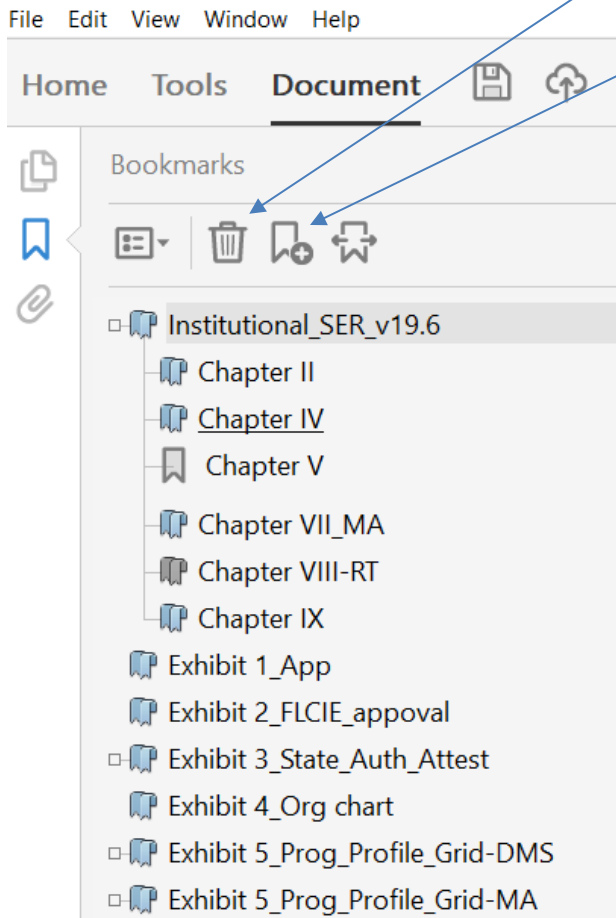 File Edit View Window Help
Home Tools Document
Bookmarks
Institutional_SER_v19.6
Chapter II
Chapter IV
Chapter V
Chapter VII_MA
Chapter VIII-RT
Chapter IX
Exhibit 1_App
Exhibit 2_FLCIE_appoval
Exhibit 3_State_Auth_Attest
Exhibit 4_Org chart
Exhibit 5_Prog_Profile_Grid-DMS
Exhibit 5_Prog_Profile_Grid-MA